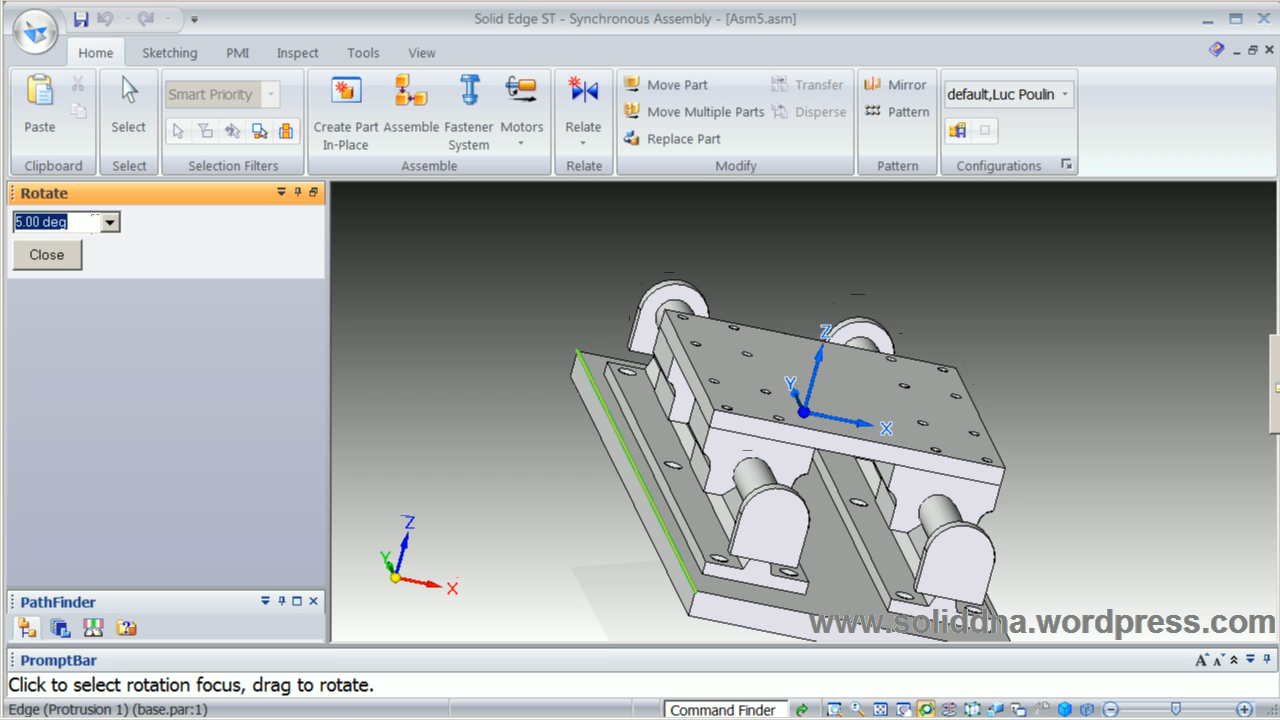 Solid Edge ST - Synchronous Assembly - [Asm5.asm]
Home Sketching PMI Inspect Tools View
Paste
Clipboard
Select
Select
Smart Priority
Selection Filters
Create Part In-Place
Assemble
Fastener System
Motors
Assemble
Relate
Relate
Move Part
Move Multiple Parts
Replace Part
Transfer
Disperse
Modify
Mirror
Pattern
Pattern
default,Luc Poulin
Configurations
Rotate
5.00 deg
Close
Z
Y
X
Z
Y
X
www.soliddna.wordpress.com
PathFinder
PromptBar
Click to select rotation focus, drag to rotate.
Edge (Protrusion 1) (base.par:1)
Command Finder